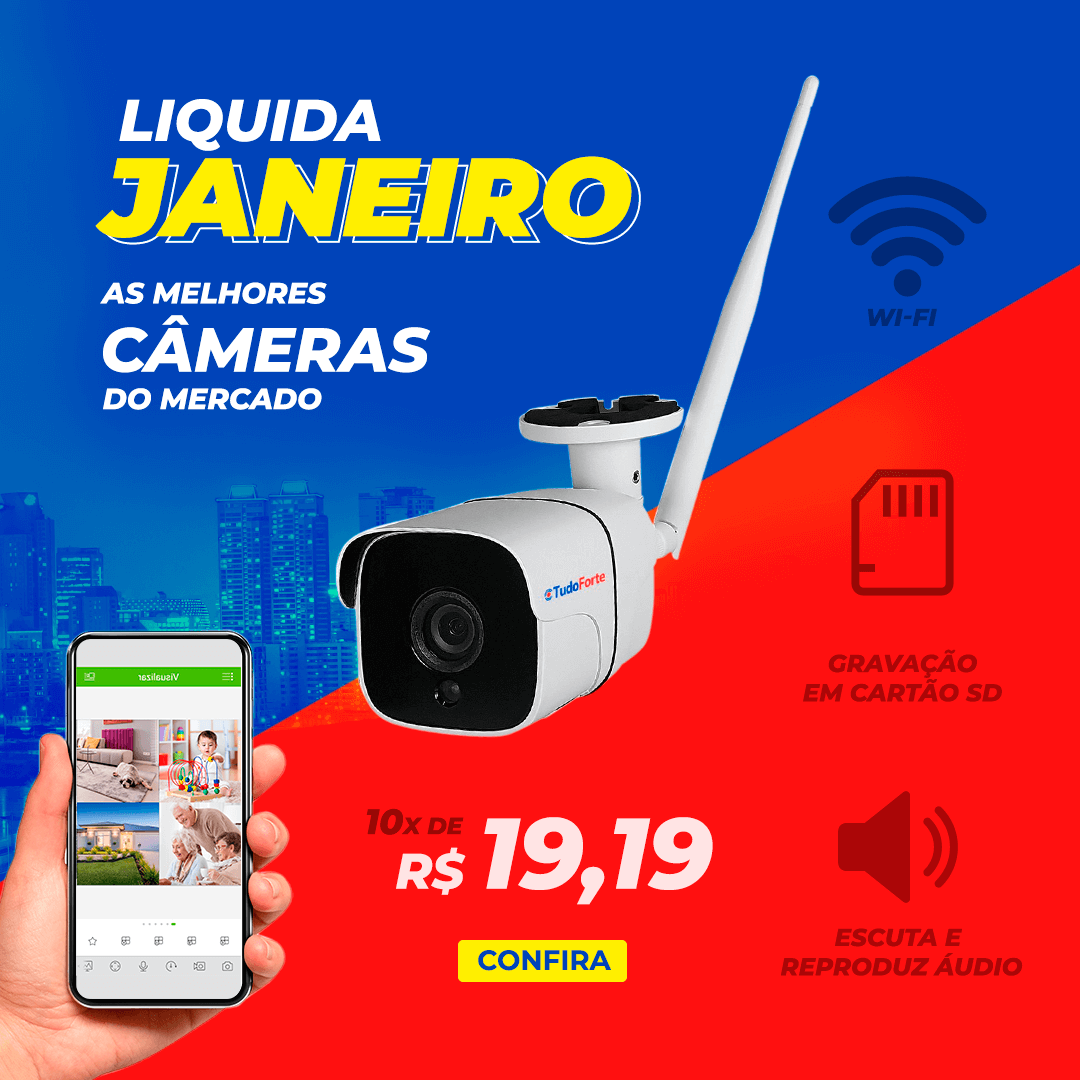 LIQUIDA
JANEIRO
AS MELHORES
CÂMERAS
DO MERCADO
WI-FI
TudoForte
GRAVAÇÃO
EM CARTÃO SD
Visualizar
10X DE
R$ 19,19
CONFIRA
ESCUTA E
REPRODUZ ÁUDIO